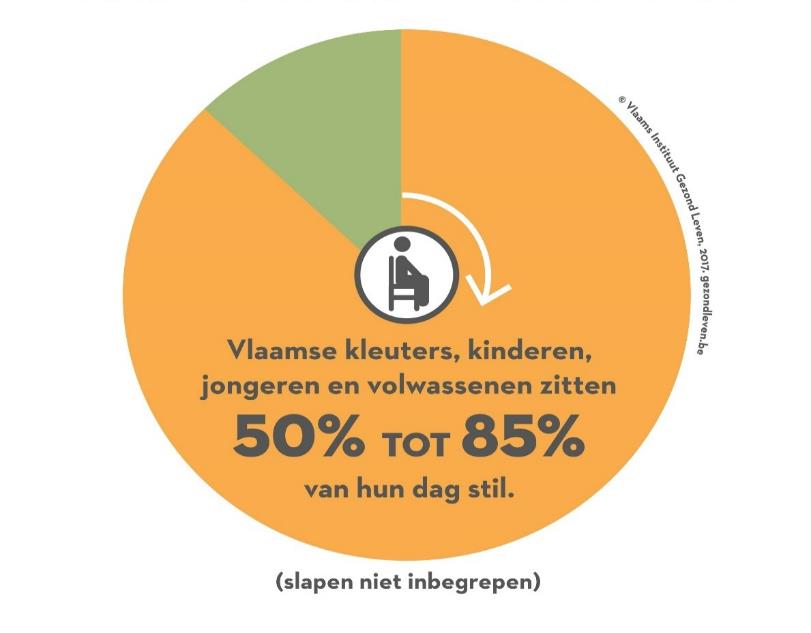 Vlaamse kleuters, kinderen,
jongeren en volwassenen zitten
50% TOT 85%
van hun dag stil.
(slapen niet inbegrepen)
© Vlaams Instituut Gezond Leven, 2017. gezondleven.be